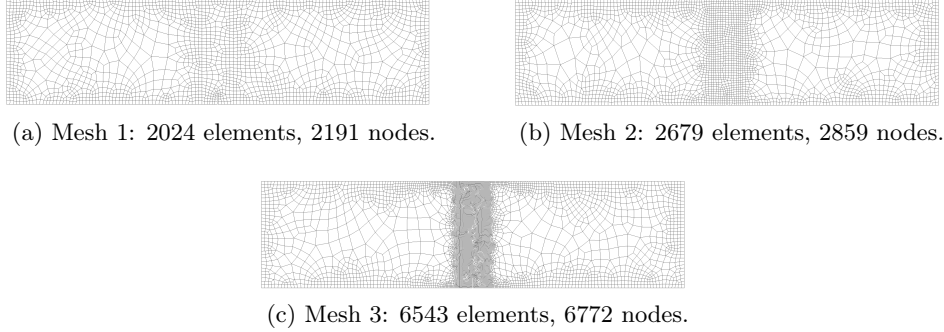 (a) Mesh 1: 2024 elements, 2191 nodes.
(b) Mesh 2: 2679 elements, 2859 nodes.
(c) Mesh 3: 6543 elements, 6772 nodes.